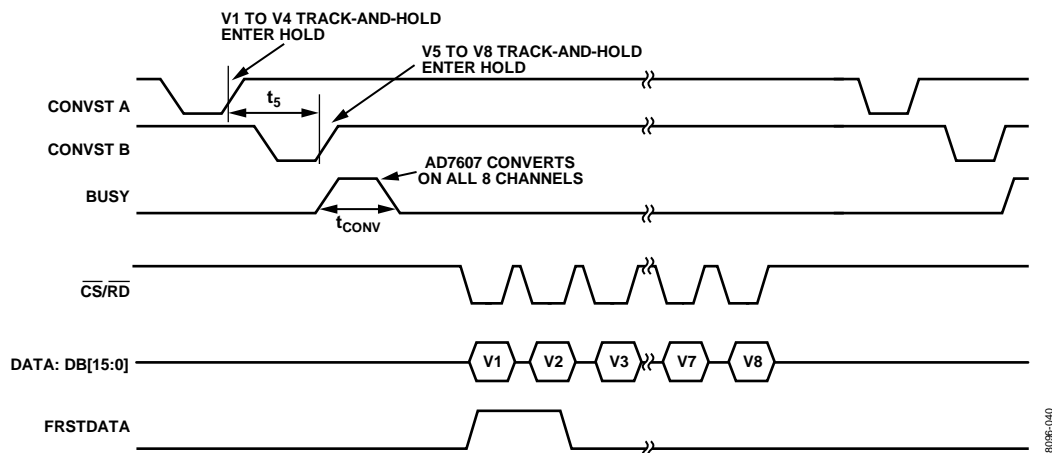 V1 TO V4 TRACK-AND-HOLD
ENTER HOLD
V5 TO V8 TRACK-AND-HOLD
ENTER HOLD
CONVST A
t5
CONVST B
AD7607 CONVERTS
ON ALL 8 CHANNELS
BUSY
tCONV
CS/RD
DATA: DB[15:0]
V1
V2
V3
V7
V8
FRSTDATA
8096-040